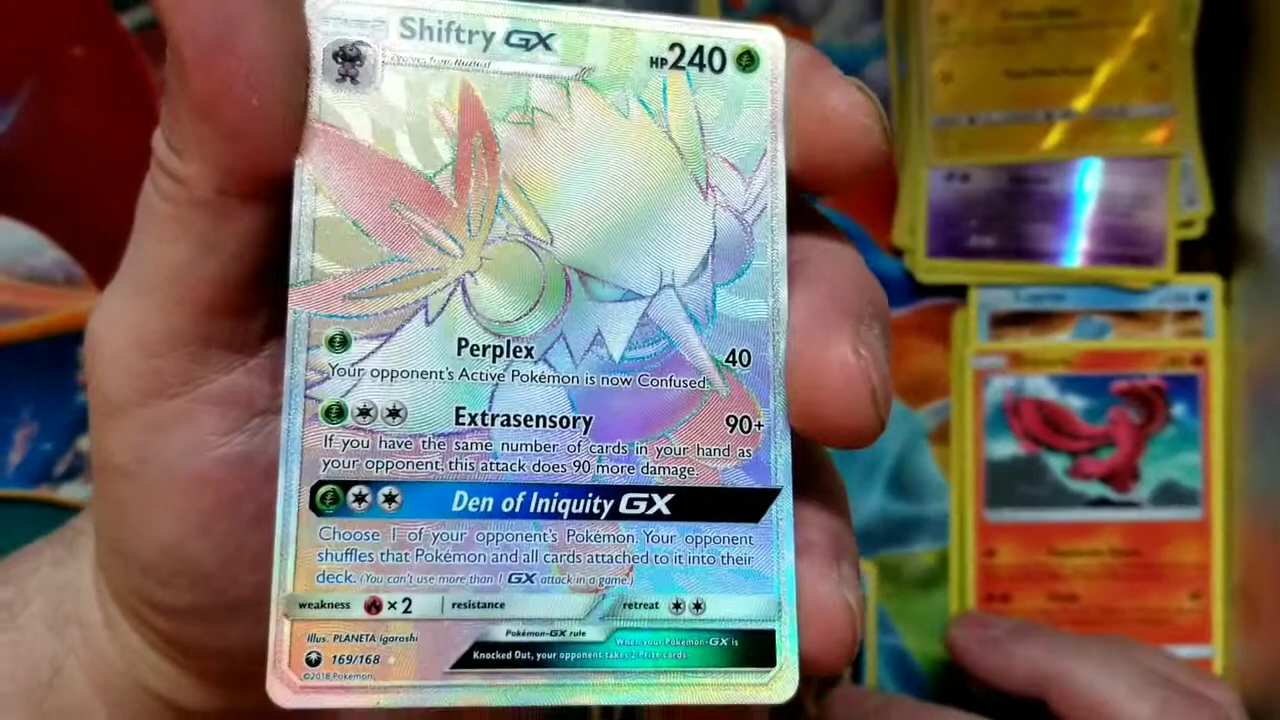 Shiftry GX
HP 240
Evolves from Nuzleaf
Perplex 40
Your opponent's Active Pokémon is now Confused.
Extrasensory 90+
If you have the same number of cards in your hand as
your opponent, this attack does 90 more damage.
Den of Iniquity GX
Choose 1 of your opponent's Pokémon. Your opponent
shuffles that Pokémon and all cards attached to it into their
deck. (You can't use more than 1 GX attack in a game.)
weakness ×2 resistance retreat
Illus. PLANETA Igarashi
Pokémon-GX rule
When your Pokémon-GX is
Knocked Out, your opponent takes 2 Prize cards.
169/168
©2018 Pokémon